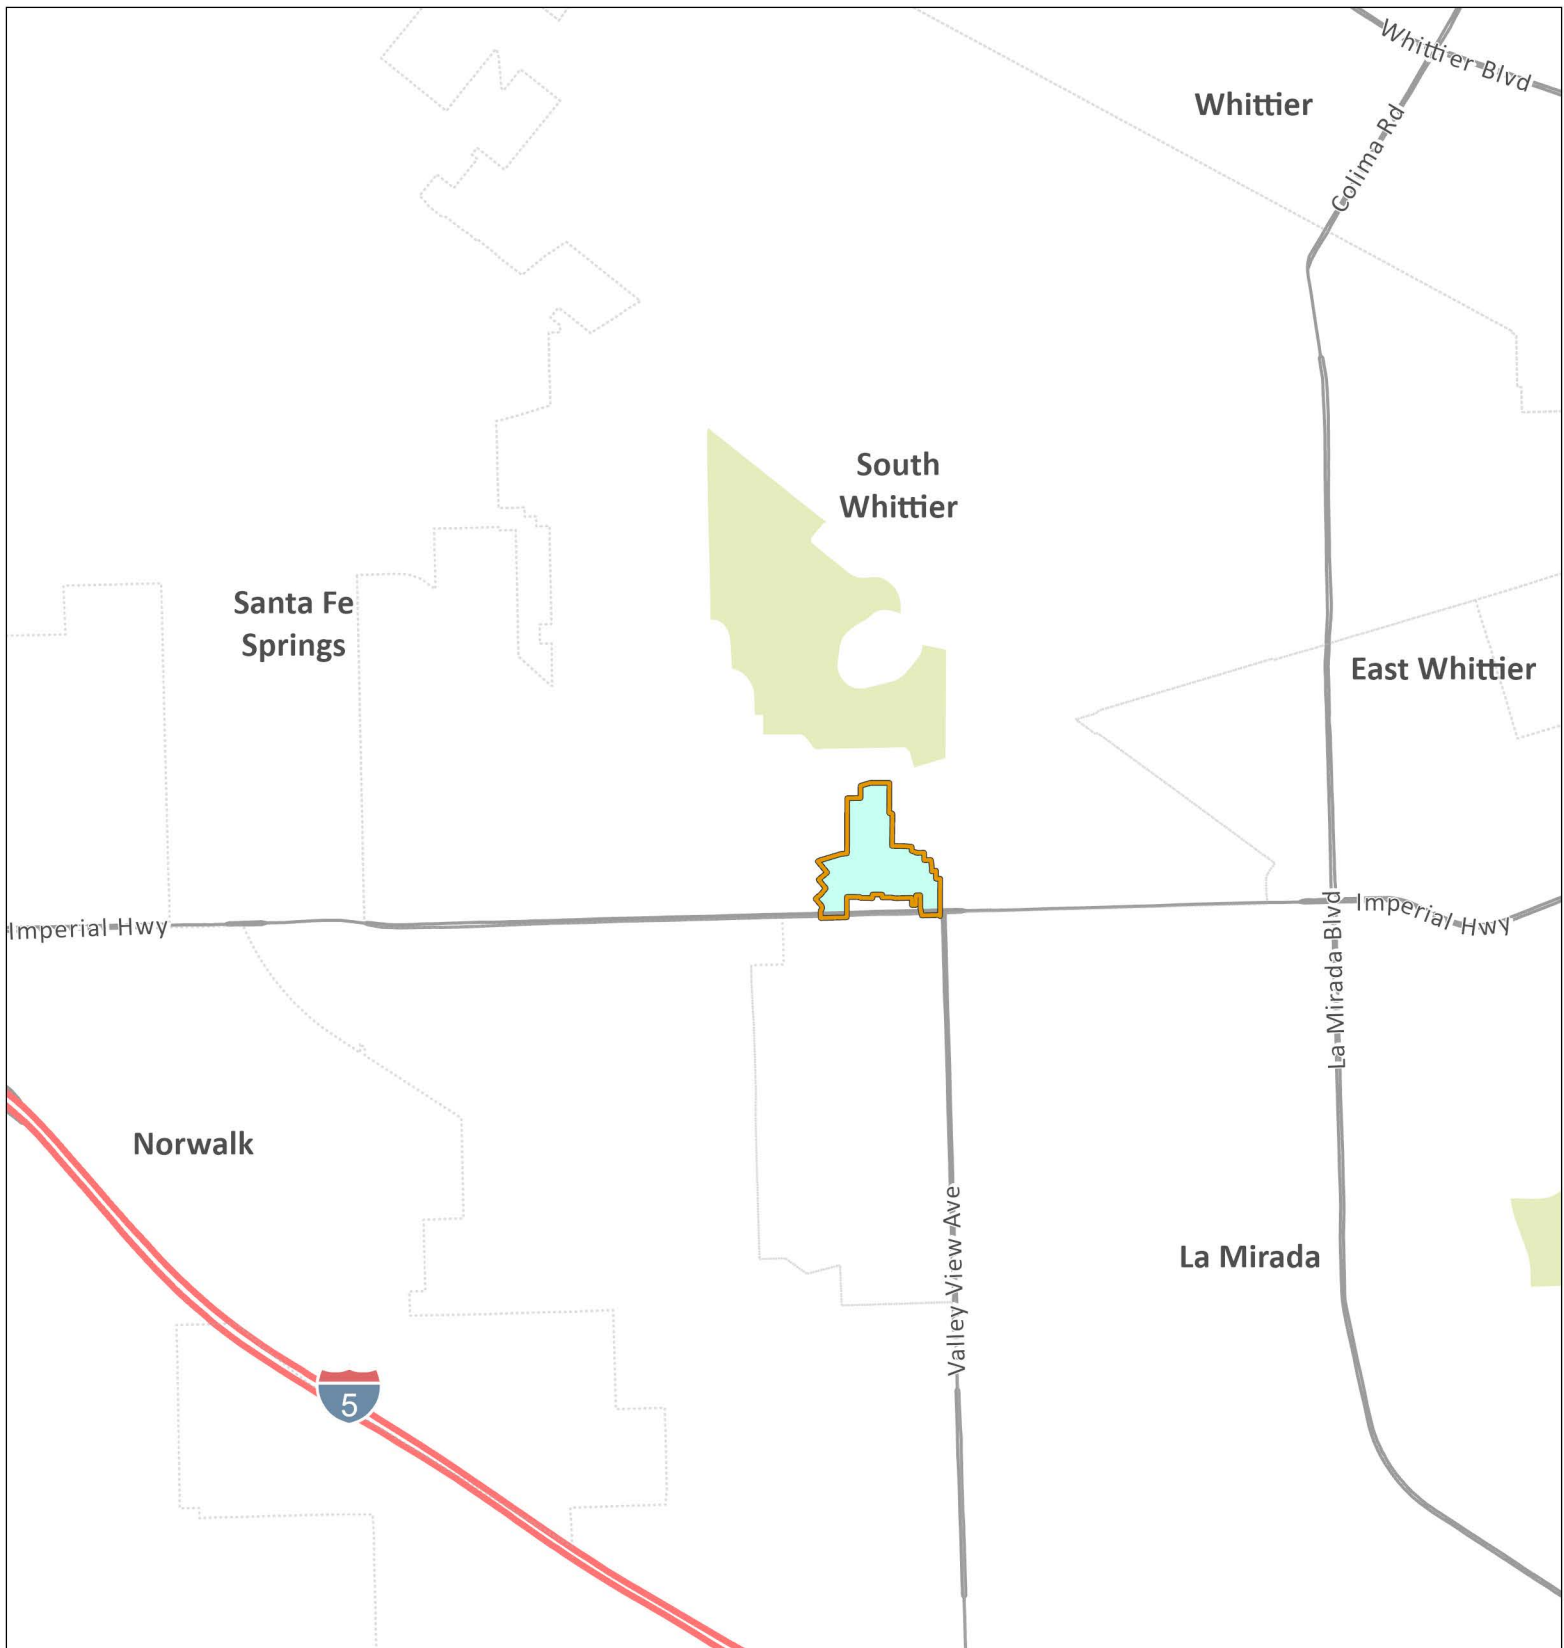 Whittier Blvd
Whittier
Colima Rd
South
Whittier
Santa Fe
Springs
East Whittier
Imperial Hwy
Imperial Hwy
La Mirada Blvd
Norwalk
Valley View Ave
La Mirada
5